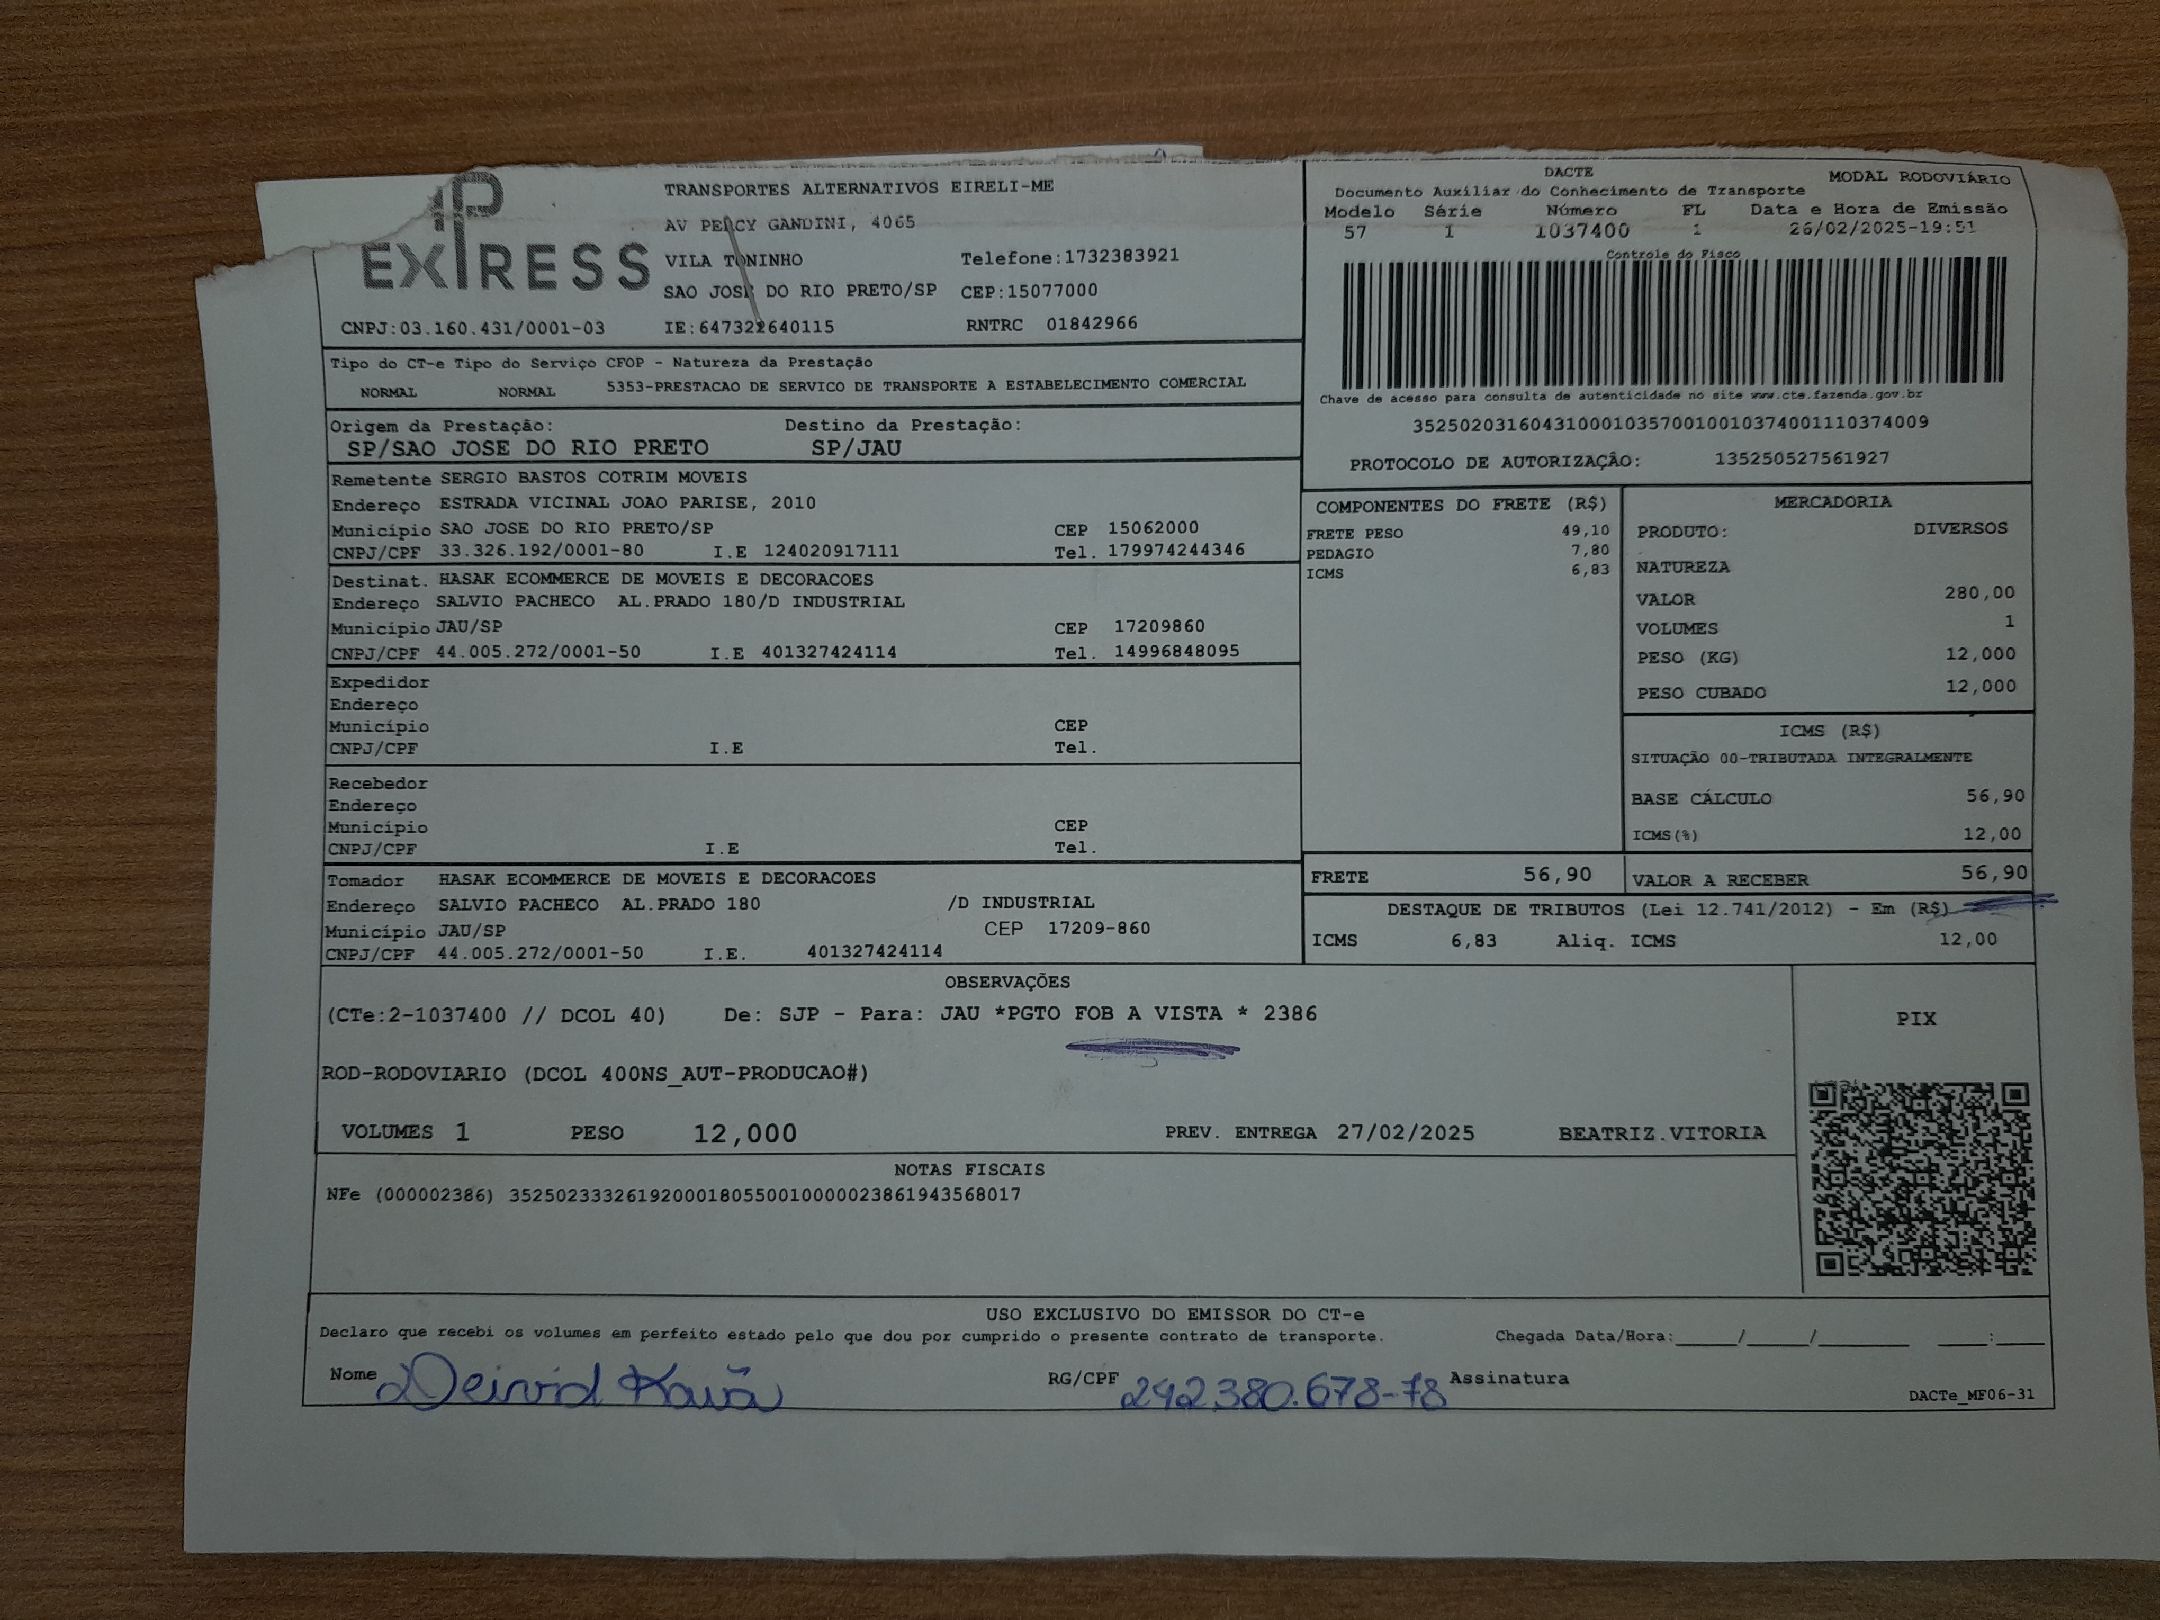 EXPRESS
TRANSPORTES ALTERNATIVOS EIRELI-ME
AV PERCY GANDINI, 4065
VILA TONINHO Telefone:1732383921
SAO JOSE DO RIO PRETO/SP CEP:15077000
CNPJ:03.160.431/0001-03 IE:647322640115 RNTRC 01842966
DACTE MODAL RODOVIÁRIO
Documento Auxiliar do Conhecimento de Transporte
Modelo Série Número FL Data e Hora de Emissão
57 1 1037400 1 26/02/2025-19:51
Controle do Fisco
Chave de acesso para consulta de autenticidade no site www.cte.fazenda.gov.br
35250203160431000103570010010374001110374009
PROTOCOLO DE AUTORIZAÇÃO: 135250527561927
Tipo do CT-e Tipo do Serviço CFOP - Natureza da Prestação
NORMAL NORMAL 5353-PRESTACAO DE SERVICO DE TRANSPORTE A ESTABELECIMENTO COMERCIAL
Origem da Prestação: Destino da Prestação:
SP/SAO JOSE DO RIO PRETO SP/JAU
Remetente SERGIO BASTOS COTRIM MOVEIS
Endereço ESTRADA VICINAL JOAO PARISE, 2010
Município SAO JOSE DO RIO PRETO/SP CEP 15062000
CNPJ/CPF 33.326.192/0001-80 I.E 124020917111 Tel. 179974244346
Destinat. HASAK ECOMMERCE DE MOVEIS E DECORACOES
Endereço SALVIO PACHECO AL.PRADO 180/D INDUSTRIAL
Município JAU/SP CEP 17209860
CNPJ/CPF 44.005.272/0001-50 I.E 401327424114 Tel. 14996848095
Expedidor
Endereço
Município CEP
CNPJ/CPF I.E Tel.
Recebedor
Endereço
Município CEP
CNPJ/CPF I.E Tel.
Tomador HASAK ECOMMERCE DE MOVEIS E DECORACOES
Endereço SALVIO PACHECO AL.PRADO 180 /D INDUSTRIAL
Município JAU/SP CEP 17209-860
CNPJ/CPF 44.005.272/0001-50 I.E. 401327424114
COMPONENTES DO FRETE (R$)
FRETE PESO 49,10
PEDAGIO 7,80
ICMS 6,83
MERCADORIA
PRODUTO: DIVERSOS
NATUREZA
VALOR 280,00
VOLUMES 1
PESO (KG) 12,000
PESO CUBADO 12,000
ICMS (R$)
SITUAÇÃO 00-TRIBUTADA INTEGRALMENTE
BASE CÁLCULO 56,90
ICMS(%) 12,00
FRETE 56,90 VALOR A RECEBER 56,90
DESTAQUE DE TRIBUTOS (Lei 12.741/2012) - Em (R$)
ICMS 6,83 Aliq. ICMS 12,00
OBSERVAÇÕES
(CTe:2-1037400 // DCOL 40) De: SJP - Para: JAU *PGTO FOB A VISTA * 2386
ROD-RODOVIARIO (DCOL 400NS_AUT-PRODUCAO#)
VOLUMES 1 PESO 12,000 PREV. ENTREGA 27/02/2025 BEATRIZ.VITORIA
PIX
NOTAS FISCAIS
NFe (000002386) 35250233326192000180550010000023861943568017
USO EXCLUSIVO DO EMISSOR DO CT-e
Declaro que recebi os volumes em perfeito estado pelo que dou por cumprido o presente contrato de transporte. Chegada Data/Hora:_____/_____/_______ ____:____
Nome Deivid Kauã RG/CPF 242.380.678-78 Assinatura
DACTe_MF06-31